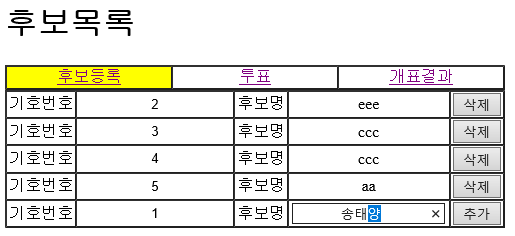 후보목록
후보등록 투표 개표결과
기호번호 2 후보명 eee 삭제
기호번호 3 후보명 ccc 삭제
기호번호 4 후보명 ccc 삭제
기호번호 5 후보명 aa 삭제
기호번호 1 후보명 송태양 × 추가